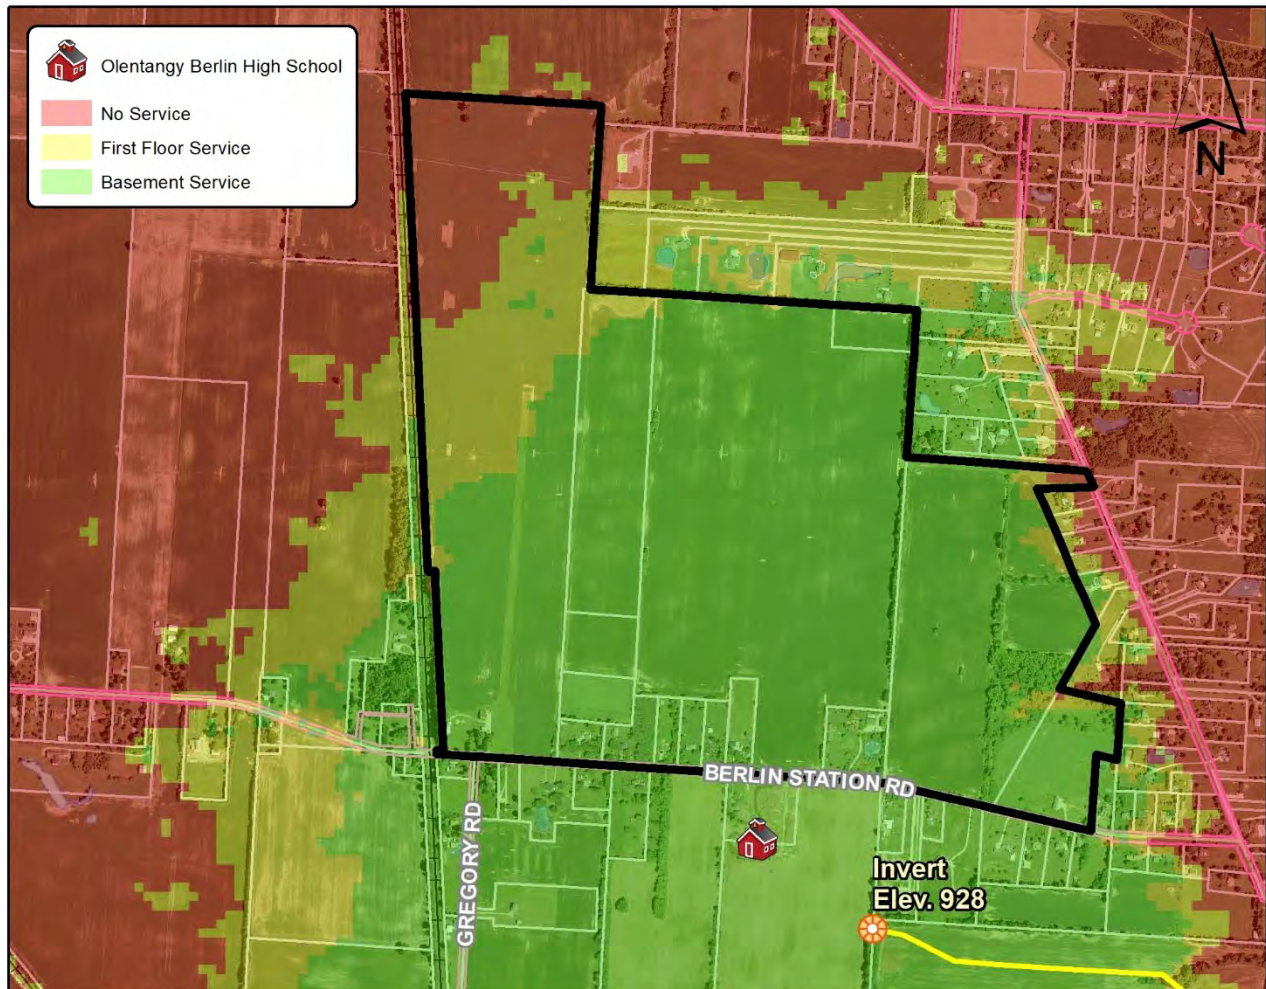 Olentangy Berlin High School
No Service
First Floor Service
Basement Service
N
BERLIN STATION RD
GREGORY RD
Invert
Elev. 928